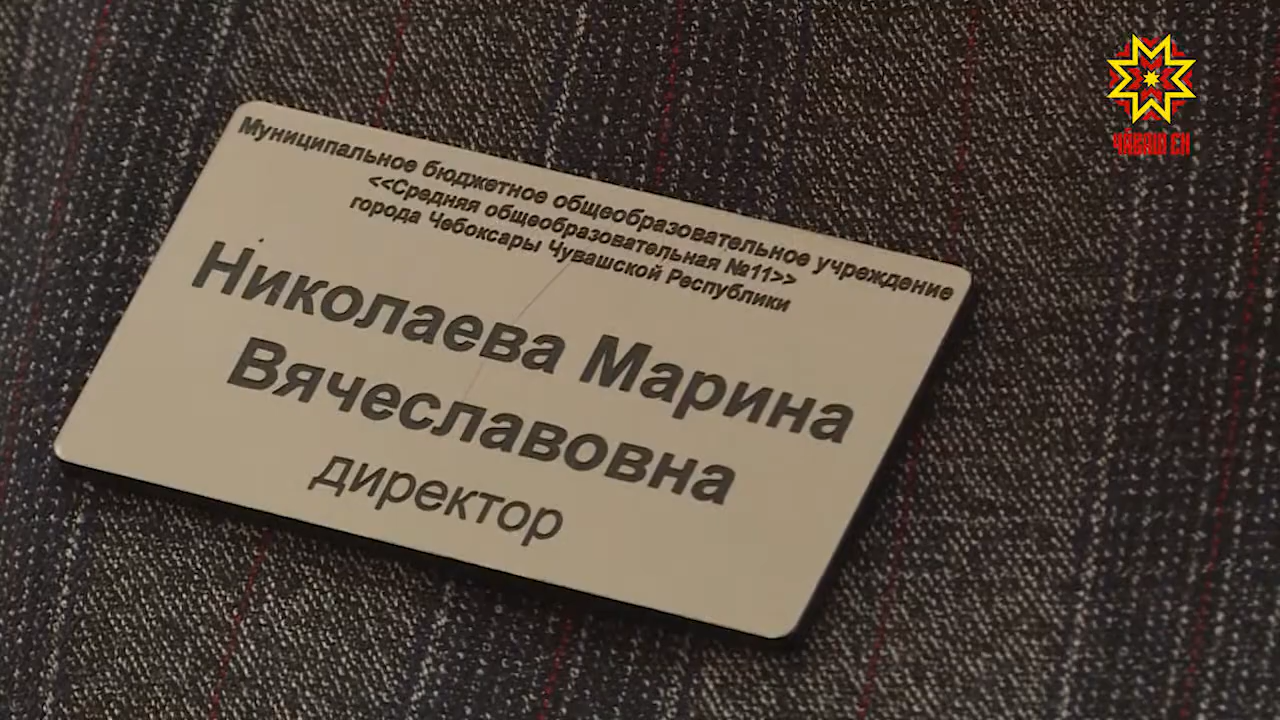 Муниципальное бюджетное общеобразовательное учреждение
<<Средняя общеобразовательная №11>>
города Чебоксары Чувашской Республики
Николаева Марина
Вячеславовна
директор
ЧӐВАШ ЕН